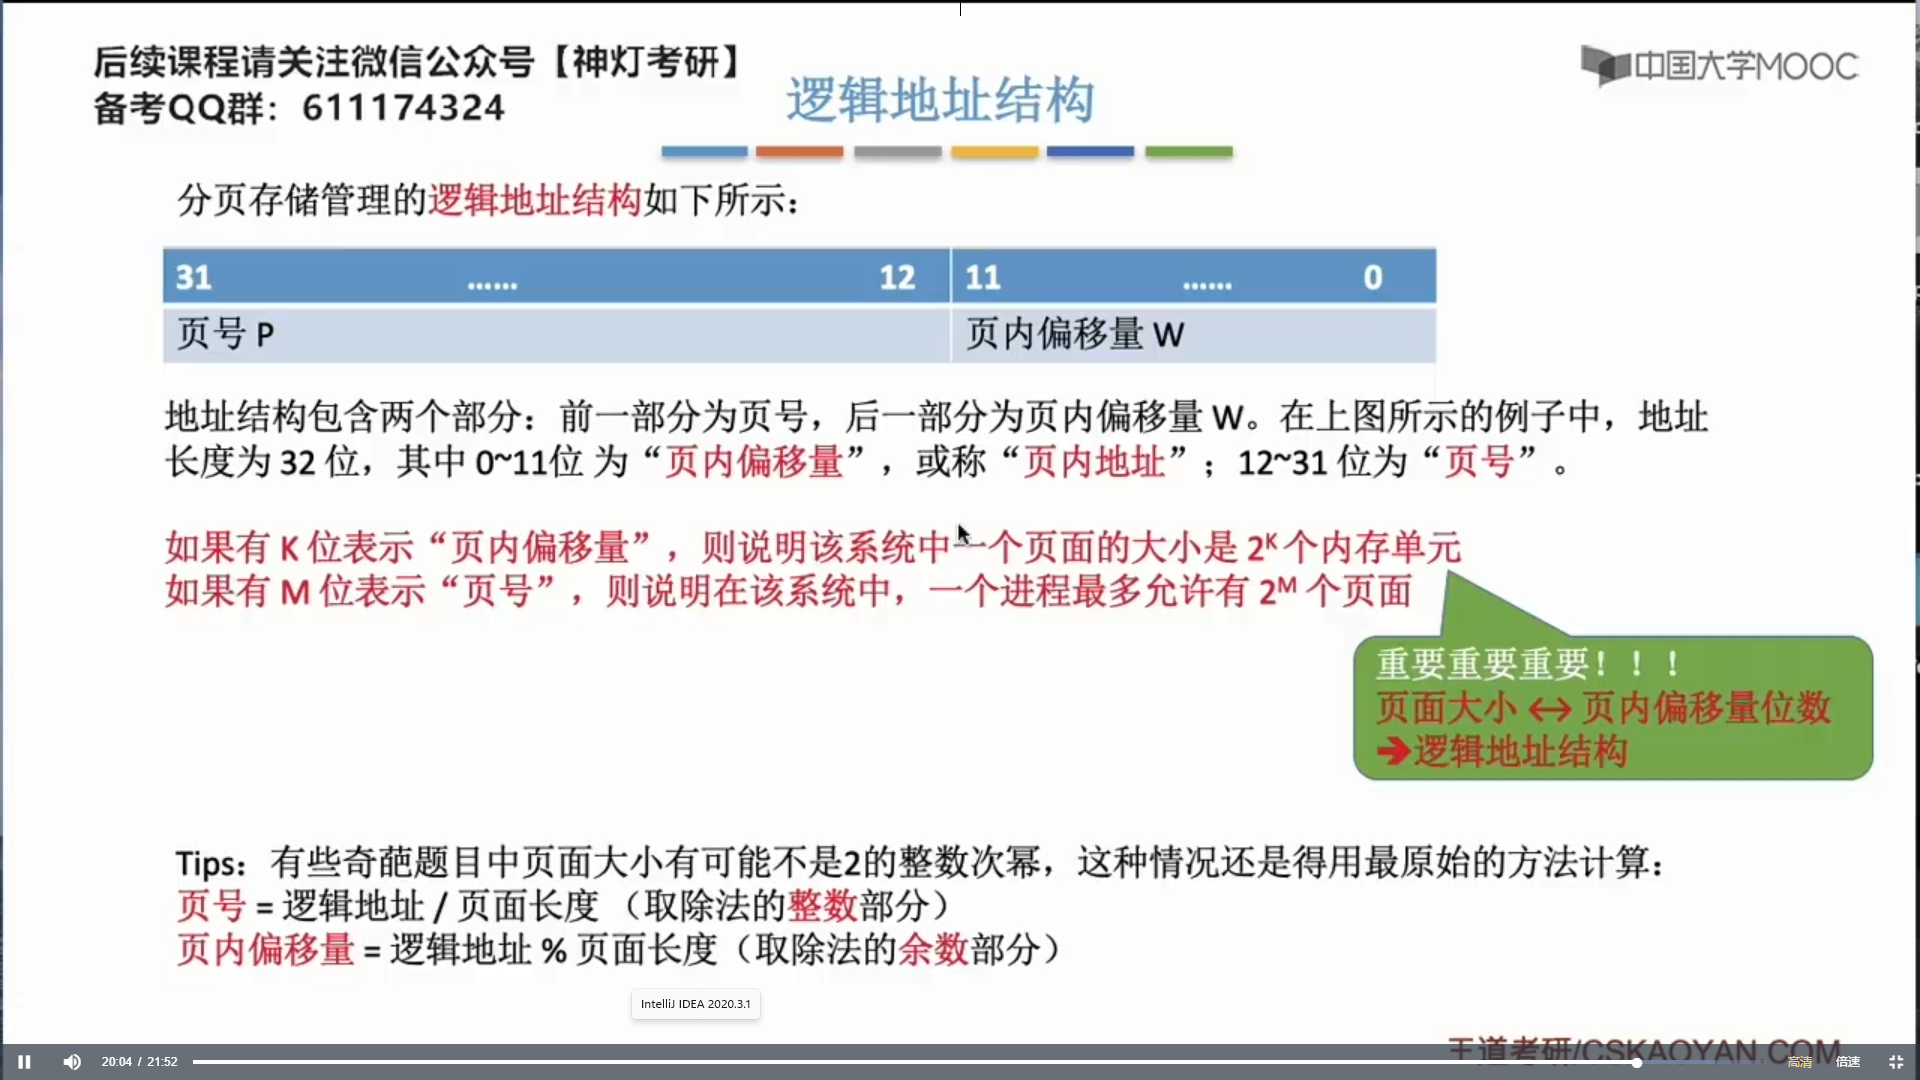 后续课程请关注微信公众号【神灯考研】
备考QQ群：611174324
中国大学MOOC
逻辑地址结构
分页存储管理的逻辑地址结构如下所示：
31 …… 12 11 …… 0
页号 P 页内偏移量 W
地址结构包含两个部分：前一部分为页号，后一部分为页内偏移量 W。在上图所示的例子中，地址
长度为 32 位，其中 0~11位 为“页内偏移量”，或称“页内地址”；12~31 位为“页号”。
如果有 K 位表示“页内偏移量”，则说明该系统中一个页面的大小是 2ᴷ 个内存单元
如果有 M 位表示“页号”，则说明在该系统中，一个进程最多允许有 2ᴹ 个页面
重要重要重要！！！
页面大小 ↔ 页内偏移量位数
➔逻辑地址结构
Tips：有些奇葩题目中页面大小有可能不是2的整数次幂，这种情况还是得用最原始的方法计算：
页号 = 逻辑地址 / 页面长度 （取除法的整数部分）
页内偏移量 = 逻辑地址 % 页面长度（取除法的余数部分）
IntelliJ IDEA 2020.3.1
王道考研/CSKAOYAN.COM
20:04 / 21:52 高清 倍速